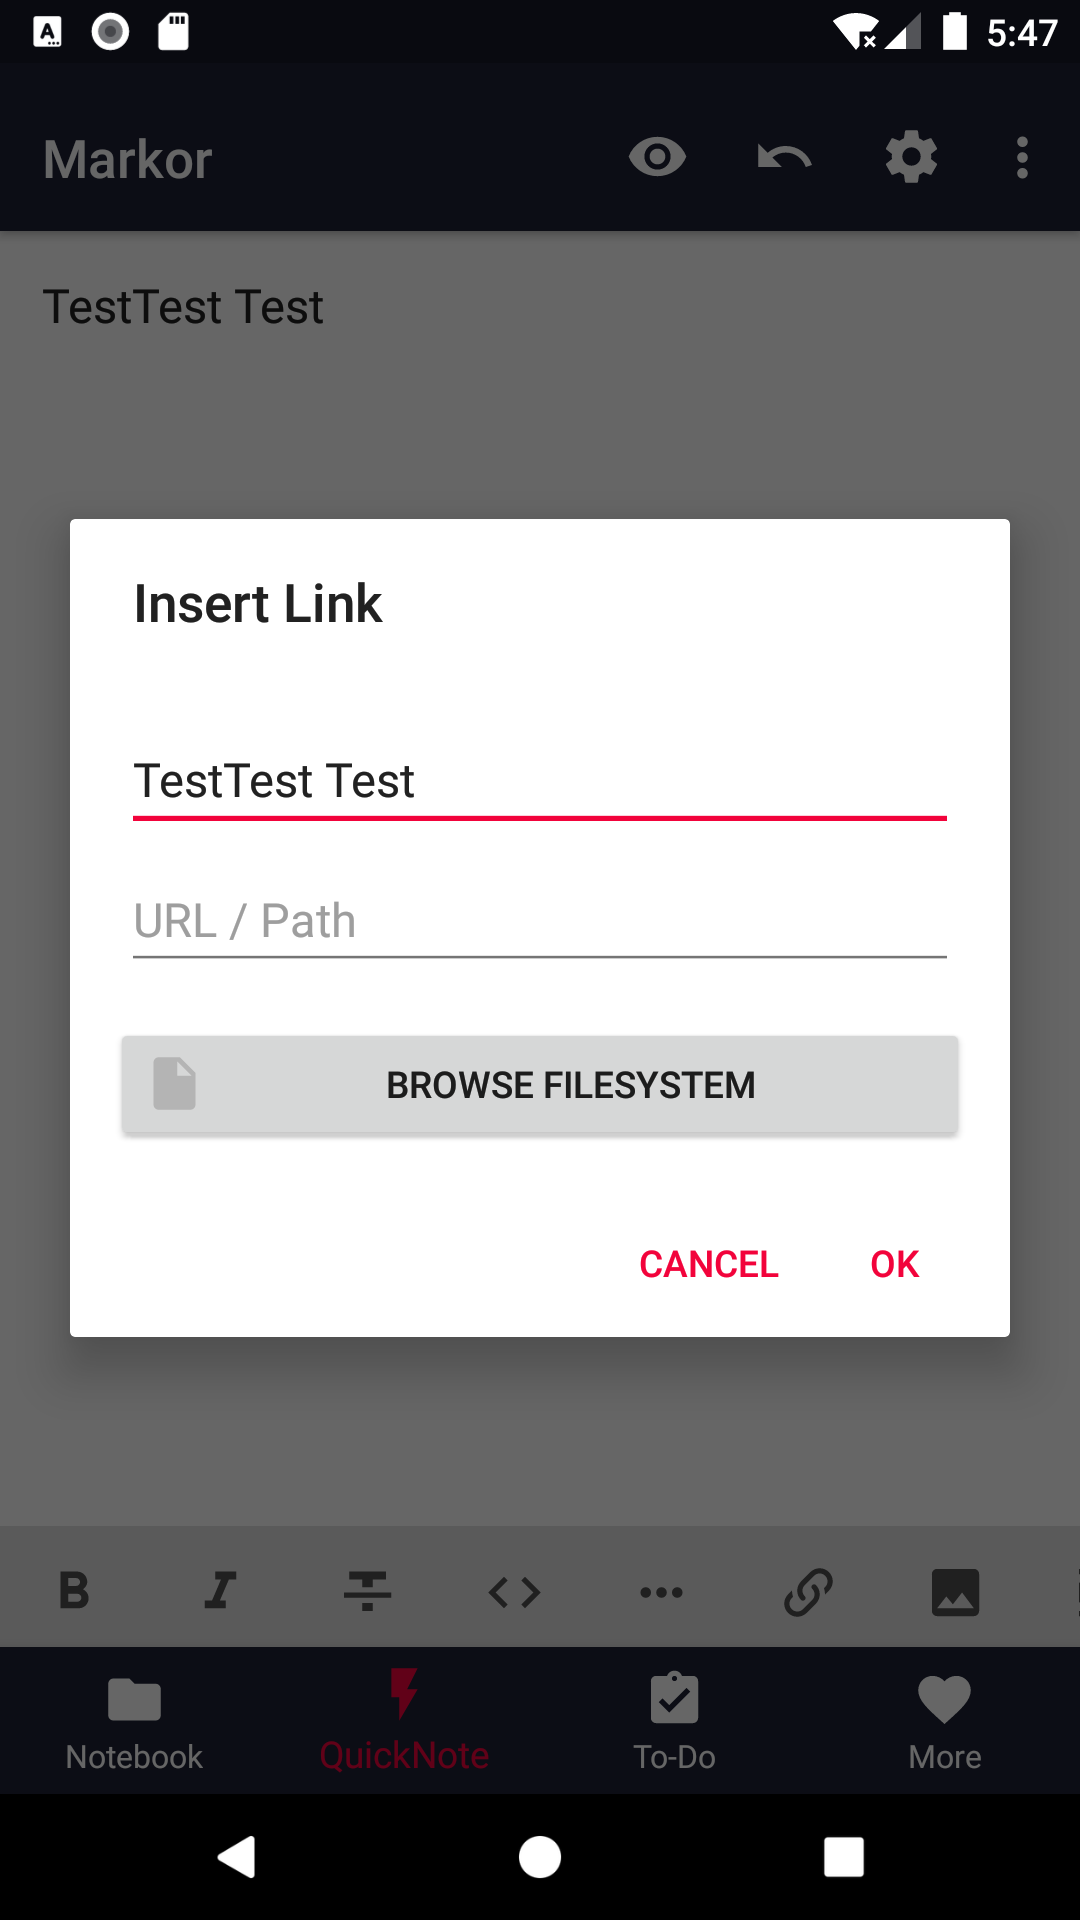 5:47
Markor
TestTest Test
Insert Link
TestTest Test
URL / Path
BROWSE FILESYSTEM
CANCEL OK
Notebook QuickNote To-Do More